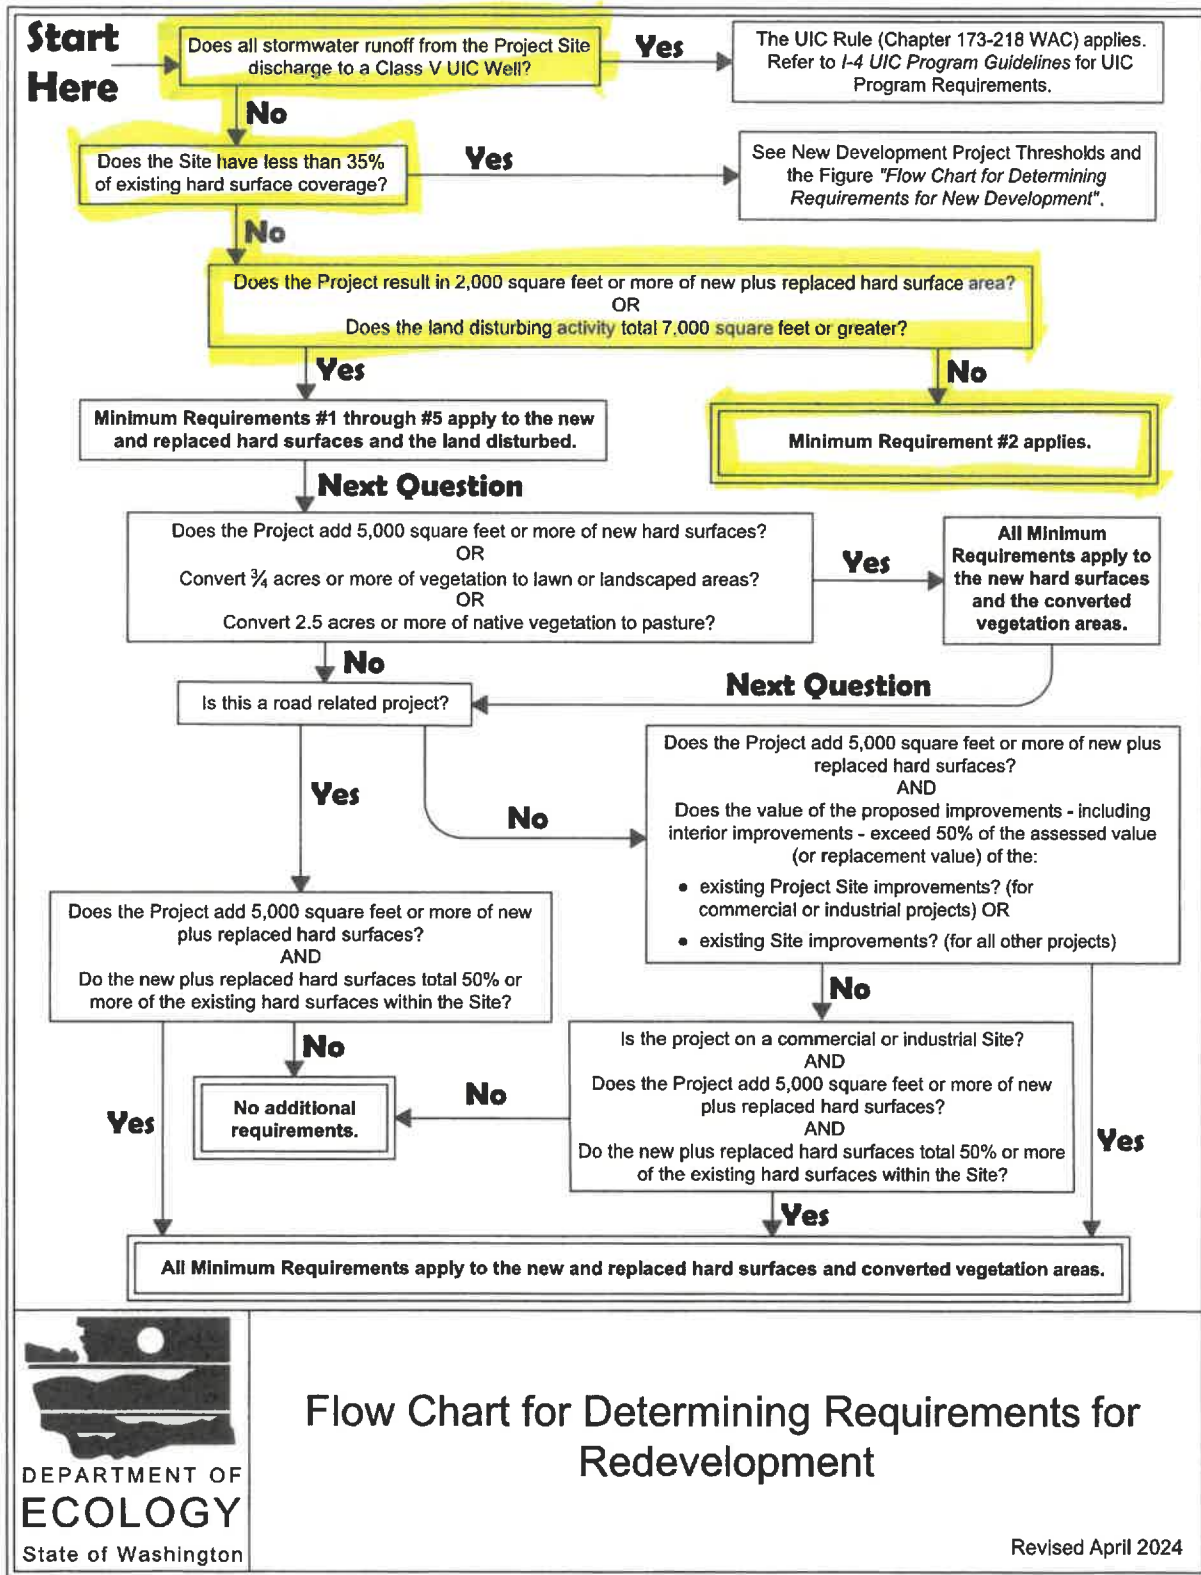 Start
Here
Does all stormwater runoff from the Project Site
discharge to a Class V UIC Well?
Yes
The UIC Rule (Chapter 173-218 WAC) applies.
Refer to I-4 UIC Program Guidelines for UIC
Program Requirements.
No
Does the Site have less than 35%
of existing hard surface coverage?
Yes
See New Development Project Thresholds and
the Figure "Flow Chart for Determining
Requirements for New Development".
No
Does the Project result in 2,000 square feet or more of new plus replaced hard surface area?
OR
Does the land disturbing activity total 7,000 square feet or greater?
Yes
No
Minimum Requirements #1 through #5 apply to the new
and replaced hard surfaces and the land disturbed.
Minimum Requirement #2 applies.
Next Question
Does the Project add 5,000 square feet or more of new hard surfaces?
OR
Convert ¾ acres or more of vegetation to lawn or landscaped areas?
OR
Convert 2.5 acres or more of native vegetation to pasture?
Yes
All Minimum
Requirements apply to
the new hard surfaces
and the converted
vegetation areas.
No
Next Question
Is this a road related project?
Yes
No
Does the Project add 5,000 square feet or more of new plus
replaced hard surfaces?
AND
Does the value of the proposed improvements - including
interior improvements - exceed 50% of the assessed value
(or replacement value) of the:
• existing Project Site improvements? (for
commercial or industrial projects) OR
• existing Site improvements? (for all other projects)
Does the Project add 5,000 square feet or more of new
plus replaced hard surfaces?
AND
Do the new plus replaced hard surfaces total 50% or
more of the existing hard surfaces within the Site?
No
Is the project on a commercial or industrial Site?
AND
Does the Project add 5,000 square feet or more of new
plus replaced hard surfaces?
AND
Do the new plus replaced hard surfaces total 50% or more
of the existing hard surfaces within the Site?
No
No
No additional
requirements.
Yes
Yes
Yes
All Minimum Requirements apply to the new and replaced hard surfaces and converted vegetation areas.
DEPARTMENT OF
ECOLOGY
State of Washington
Flow Chart for Determining Requirements for
Redevelopment
Revised April 2024